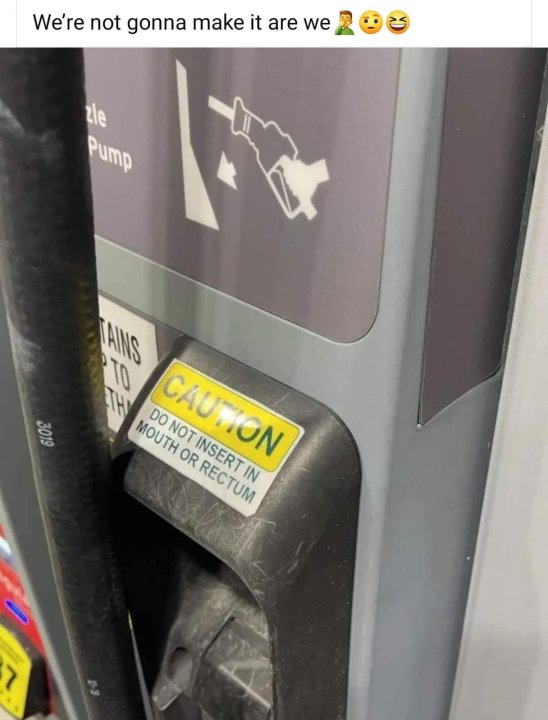 We’re not gonna make it are we 🤦‍♂️🤨😆
zle
Pump
TAINS
TO
ETH
CAUTION
DO NOT INSERT IN
MOUTH OR RECTUM
3019